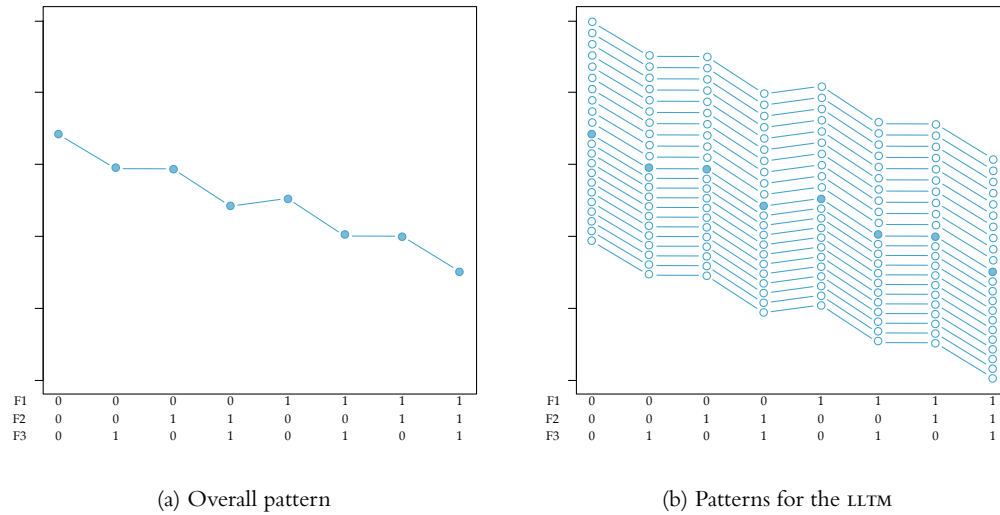 F1 0 0 0 0 1 1 1 1
F2 0 0 1 1 0 0 1 1
F3 0 1 0 1 0 1 0 1
(a) Overall pattern
0 0 0 0 1 1 1 1
F1
F2 0 0 1 1 0 0 1 1
F3 0 1 0 1 0 1 0 1
(b) Patterns for the LLTM